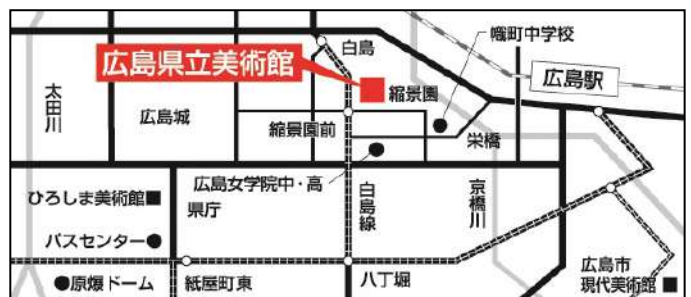 白島
幟町中学校
広島県立美術館
広島駅
太田川
広島城
縮景園
縮景園前
栄橋
広島女学院中・高
ひろしま美術館
県庁
白島線
京橋川
バスセンター
広島市
現代美術館
原爆ドーム
紙屋町東
八丁堀